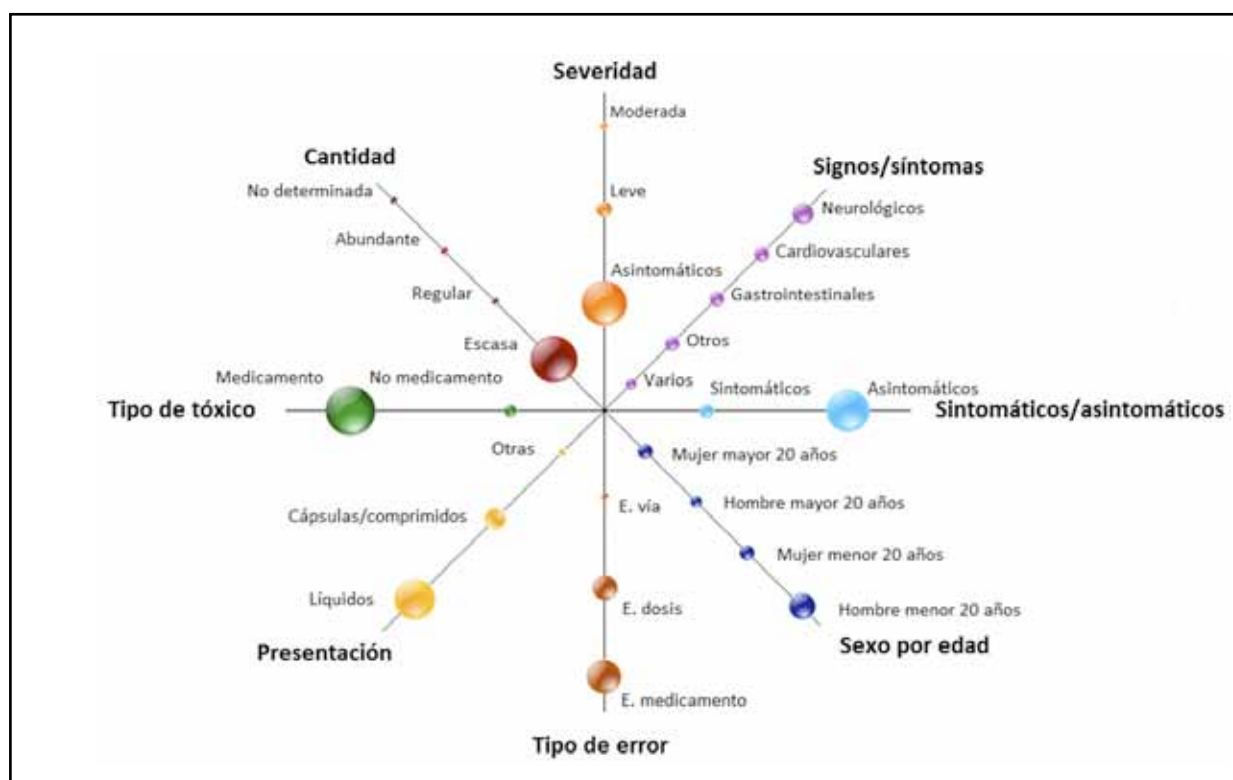 Severidad
Moderada
Leve
Asintomáticos
Cantidad
No determinada
Abundante
Regular
Escasa
Signos/síntomas
Neurológicos
Cardiovasculares
Gastrointestinales
Otros
Varios
Tipo de tóxico
Medicamento
No medicamento
Sintomáticos
Asintomáticos
Sintomáticos/asintomáticos
Otras
Cápsulas/comprimidos
Líquidos
Presentación
E. vía
E. dosis
E. medicamento
Tipo de error
Mujer mayor 20 años
Hombre mayor 20 años
Mujer menor 20 años
Hombre menor 20 años
Sexo por edad